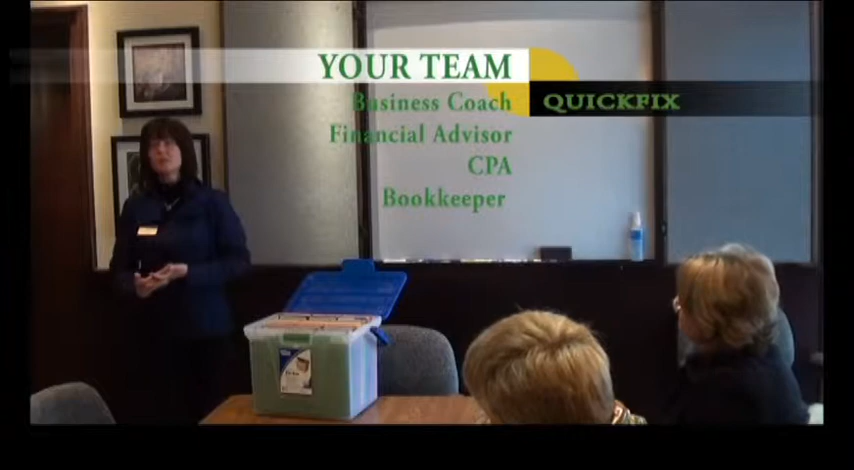 YOUR TEAM
QUICKFIX
Business Coach
Financial Advisor
CPA
Bookkeeper